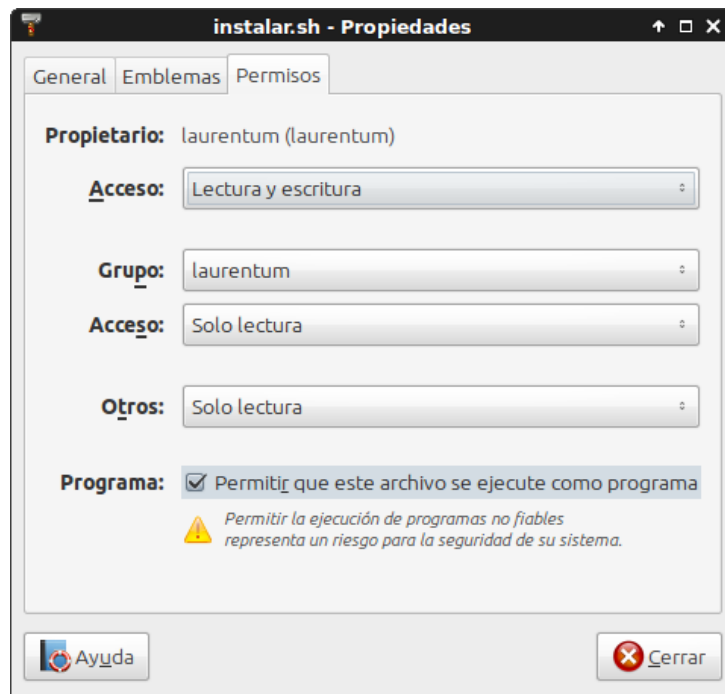 instalar.sh - Propiedades
General Emblemas Permisos
Propietario: laurentum (laurentum)
Acceso: Lectura y escritura
Grupo: laurentum
Acceso: Solo lectura
Otros: Solo lectura
Programa: Permitir que este archivo se ejecute como programa
Permitir la ejecución de programas no fiables
representa un riesgo para la seguridad de su sistema.
Ayuda Cerrar